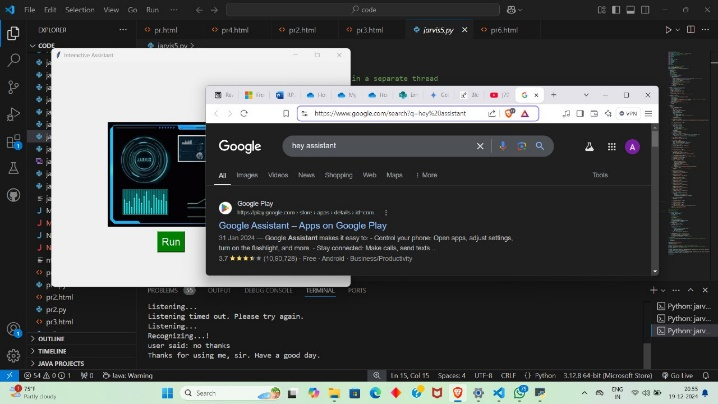 File Edit Selection View Go Run ...
code
EXPLORER
CODE
pr.html pr4.html pr2.html pr3.html jarvis5.py pr6.html
jarvis5.py
in a separate thread
Interactive Assistant
JARVIS
Run
https://www.google.com/search?q=hey%20assistant
VPN
Google
hey assistant
A
All Images Videos News Shopping Web Maps More Tools
Google Play
https://play.google.com › store › apps › details › id=com
Google Assistant – Apps on Google Play
31 Jan 2024 — Google Assistant makes it easy to: - Control your phone: Open apps, adjust settings,
turn on the flashlight, and more. - Stay connected: Make calls, send texts ...
3.7 (10,90,728) · Free · Android · Business/Productivity
pr2.html
pr2.py
pr3.html
OUTLINE
TIMELINE
JAVA PROJECTS
PROBLEMS 55 OUTPUT DEBUG CONSOLE TERMINAL PORTS
Listening...
Listening timed out. Please try again.
Listening...
Recognizing...!
user said: no thanks
Thanks for using me, sir. Have a good day.
Python: jarv...
Python: jarv...
Python: jarv...
54 0 1 0 Java: Warning Ln 15, Col 15 Spaces: 4 UTF-8 CRLF Python 3.12.8 64-bit (Microsoft Store) Go Live
75°F
Partly cloudy
Search
ENG
IN
20:55
19-12-2024